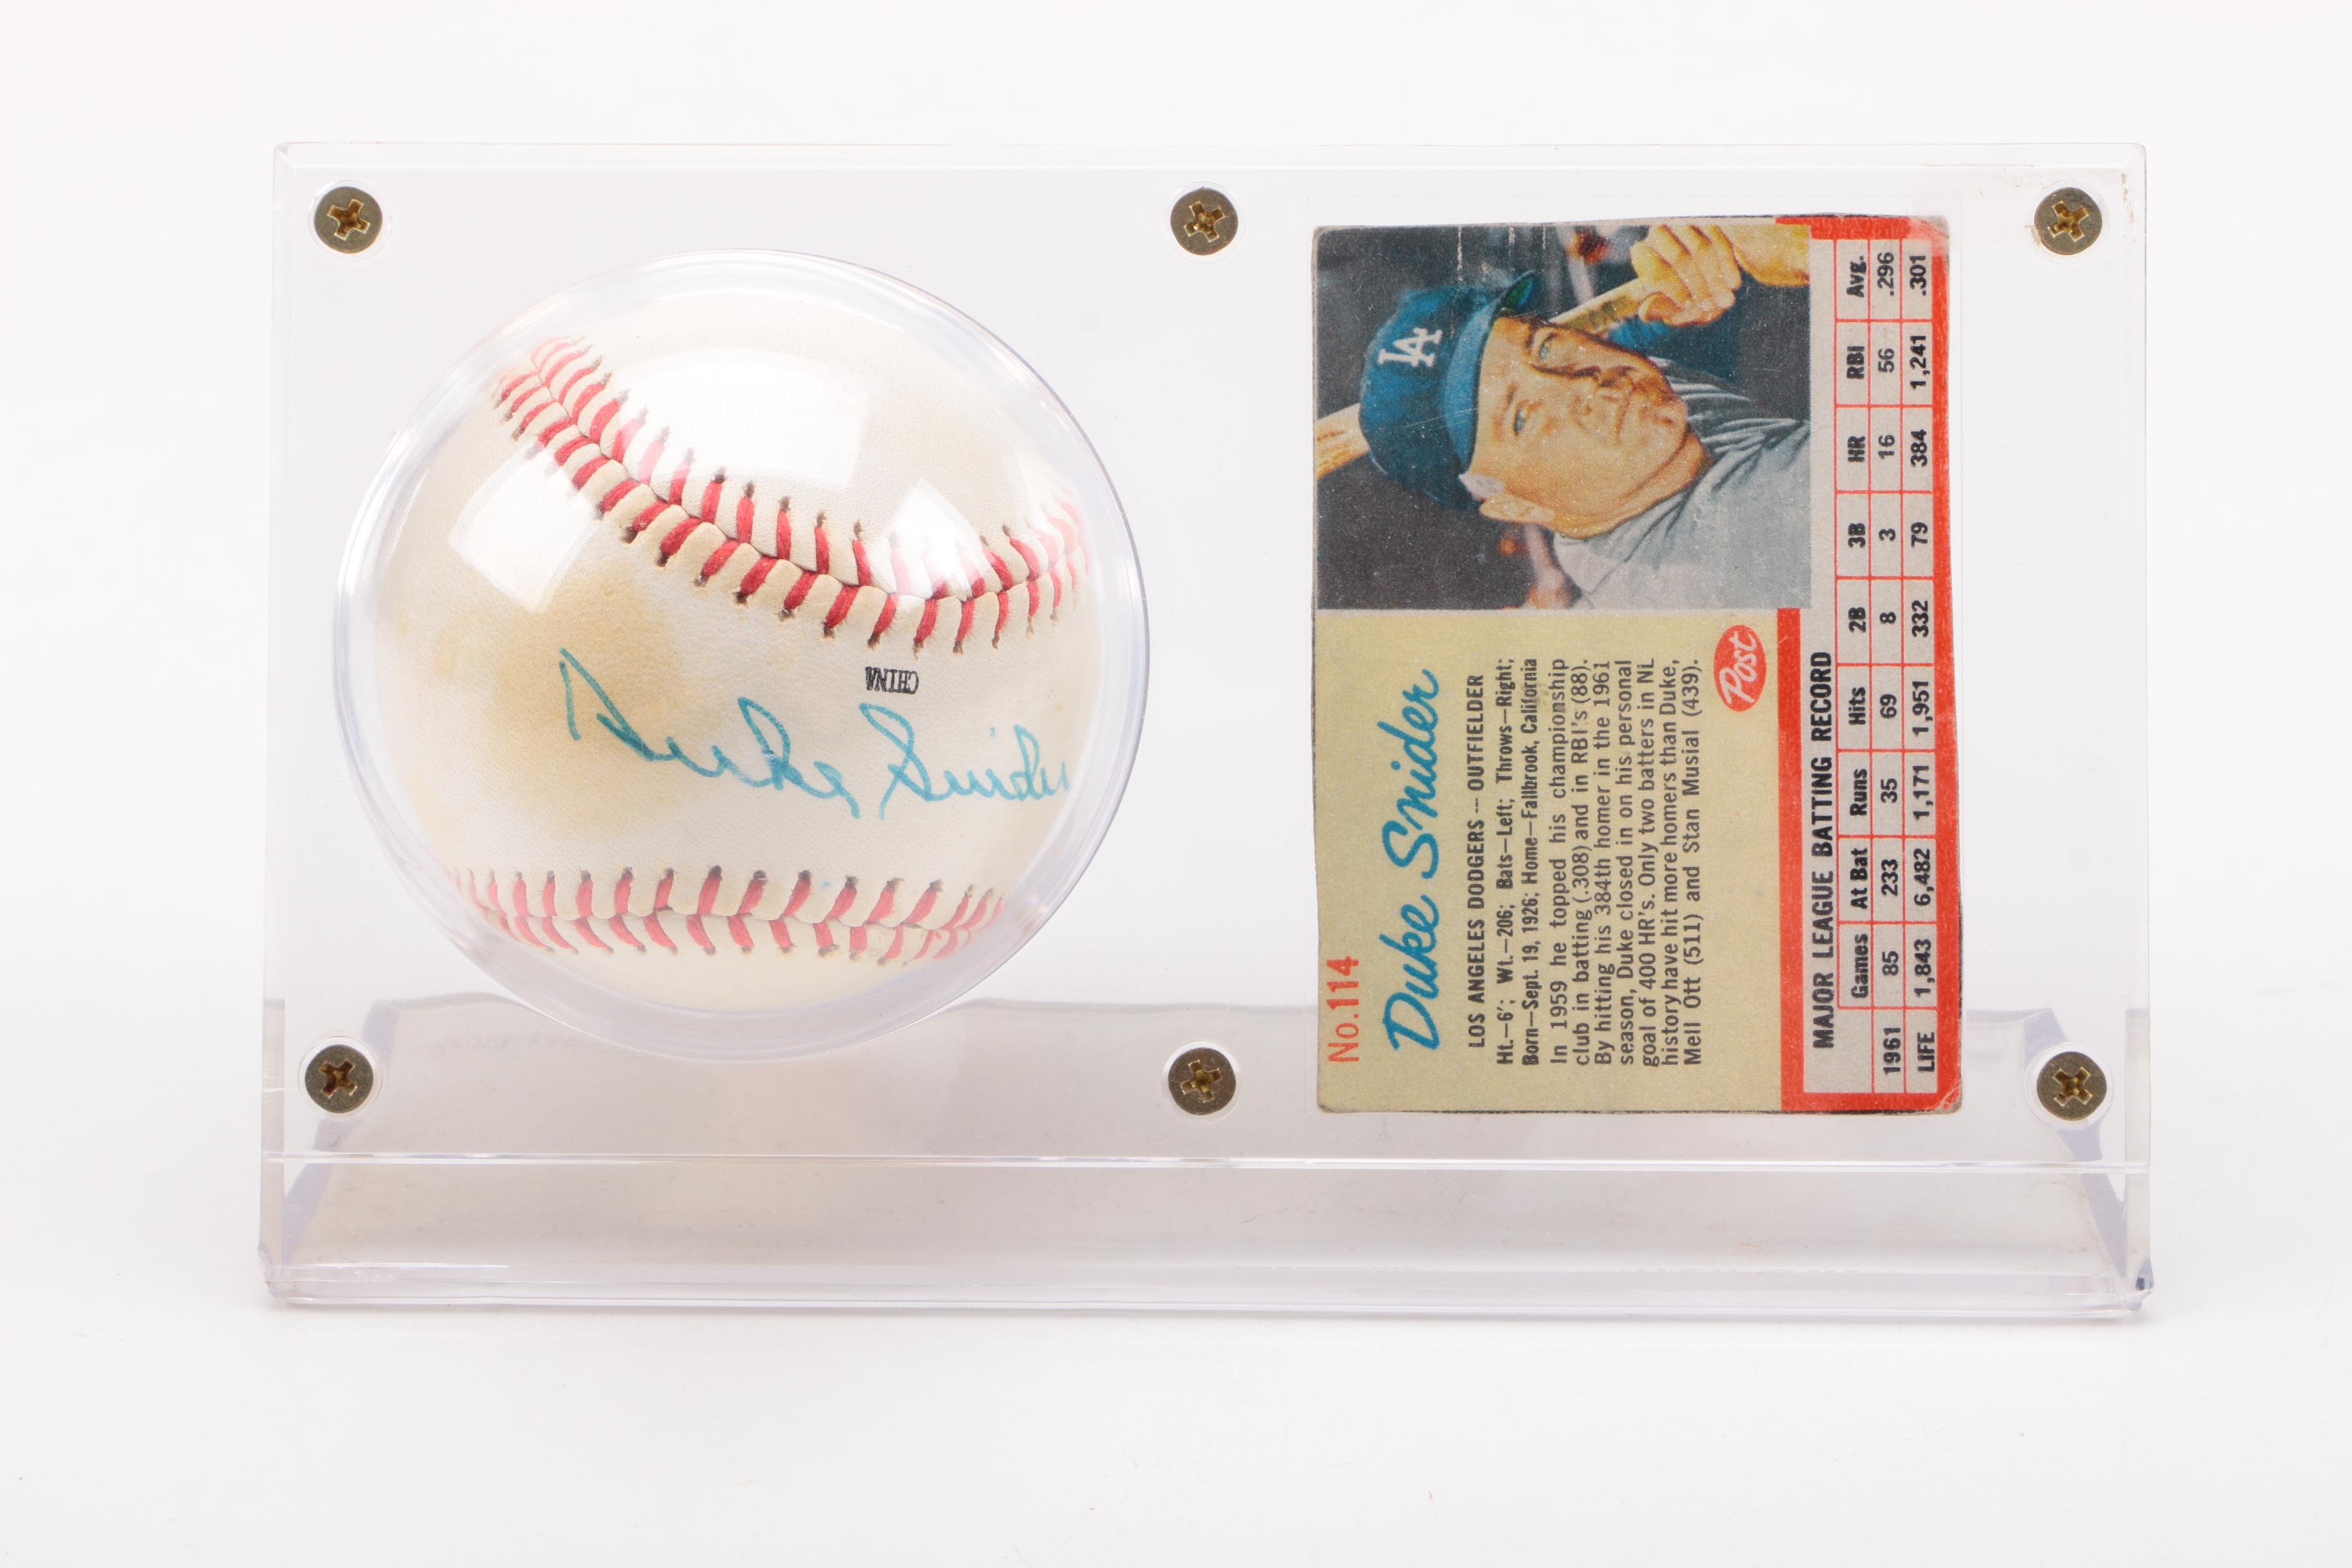 CHINA
Duke Snider
LA
No.114
Duke Snider
LOS ANGELES DODGERS -- OUTFIELDER
Ht.—6'; Wt.—206; Bats—Left; Throws—Right;
Born—Sept. 19, 1926; Home—Fallbrook, California
In 1959 he topped his championship
club in batting (.308) and in RBI's (88).
By hitting his 384th homer in the 1961
season, Duke closed in on his personal
goal of 400 HR's. Only two batters in NL
history have hit more homers than Duke,
Mell Ott (511) and Stan Musial (439).
Post
MAJOR LEAGUE BATTING RECORD
Games At Bat Runs Hits 2B 3B HR RBI Avg.
1961 85 233 35 69 8 3 16 56 .296
LIFE 1,843 6,482 1,171 1,951 332 79 384 1,241 .301